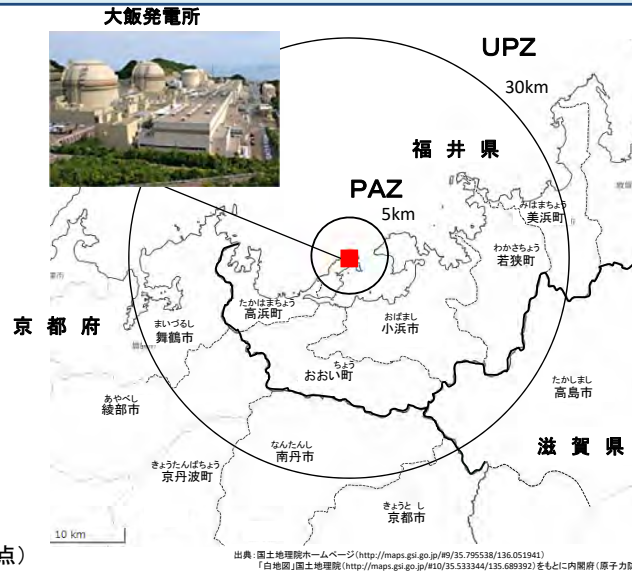 大飯発電所
UPZ
30km
福井県
PAZ
5km
みはまちょう
美浜町
わかさちょう
若狭町
たかはまちょう
高浜町
おばまし
小浜市
京都府
まいづるし
舞鶴市
ちょう
おおい町
たかしまし
高島市
あやべし
綾部市
なんたんし
南丹市
滋賀県
きょうたんばちょう
京丹波町
きょうと し
京都市
10 km
点）
出典：国土地理院ホームページ（http://maps.gsi.go.jp/#9/35.795538/136.051941）
「白地図」国土地理院（http://maps.gsi.go.jp/#10/35.533344/135.689392）をもとに内閣府（原子力防